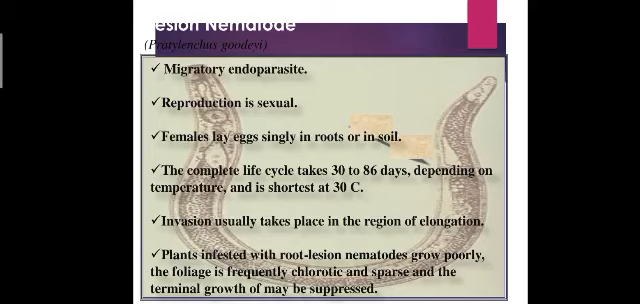 esion Nematode
(Pratylenchus goodeyi)
✓ Migratory endoparasite.
✓Reproduction is sexual.
✓Females lay eggs singly in roots or in soil.
✓The complete life cycle takes 30 to 86 days, depending on
temperature, and is shortest at 30 C.
✓Invasion usually takes place in the region of elongation.
✓Plants infested with root-lesion nematodes grow poorly,
the foliage is frequently chlorotic and sparse and the
terminal growth of may be suppressed.